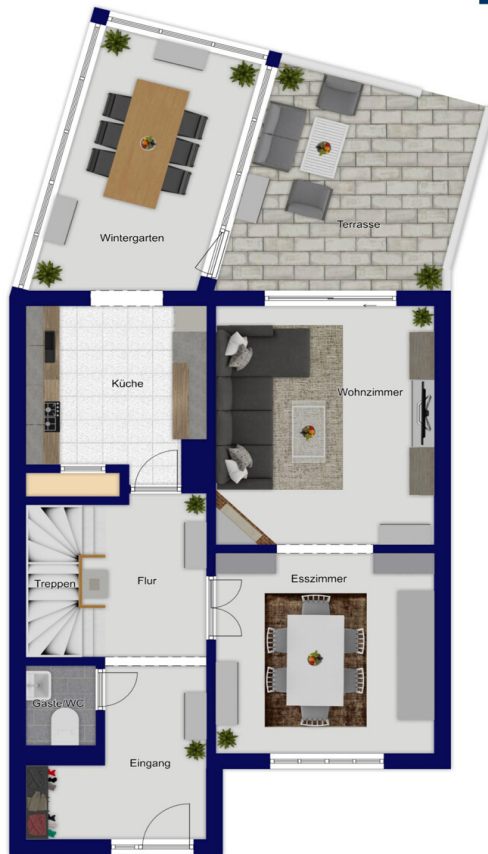 Wintergarten
Terrasse
Küche
Wohnzimmer
Treppen
Flur
Esszimmer
Gäste/WC
Eingang